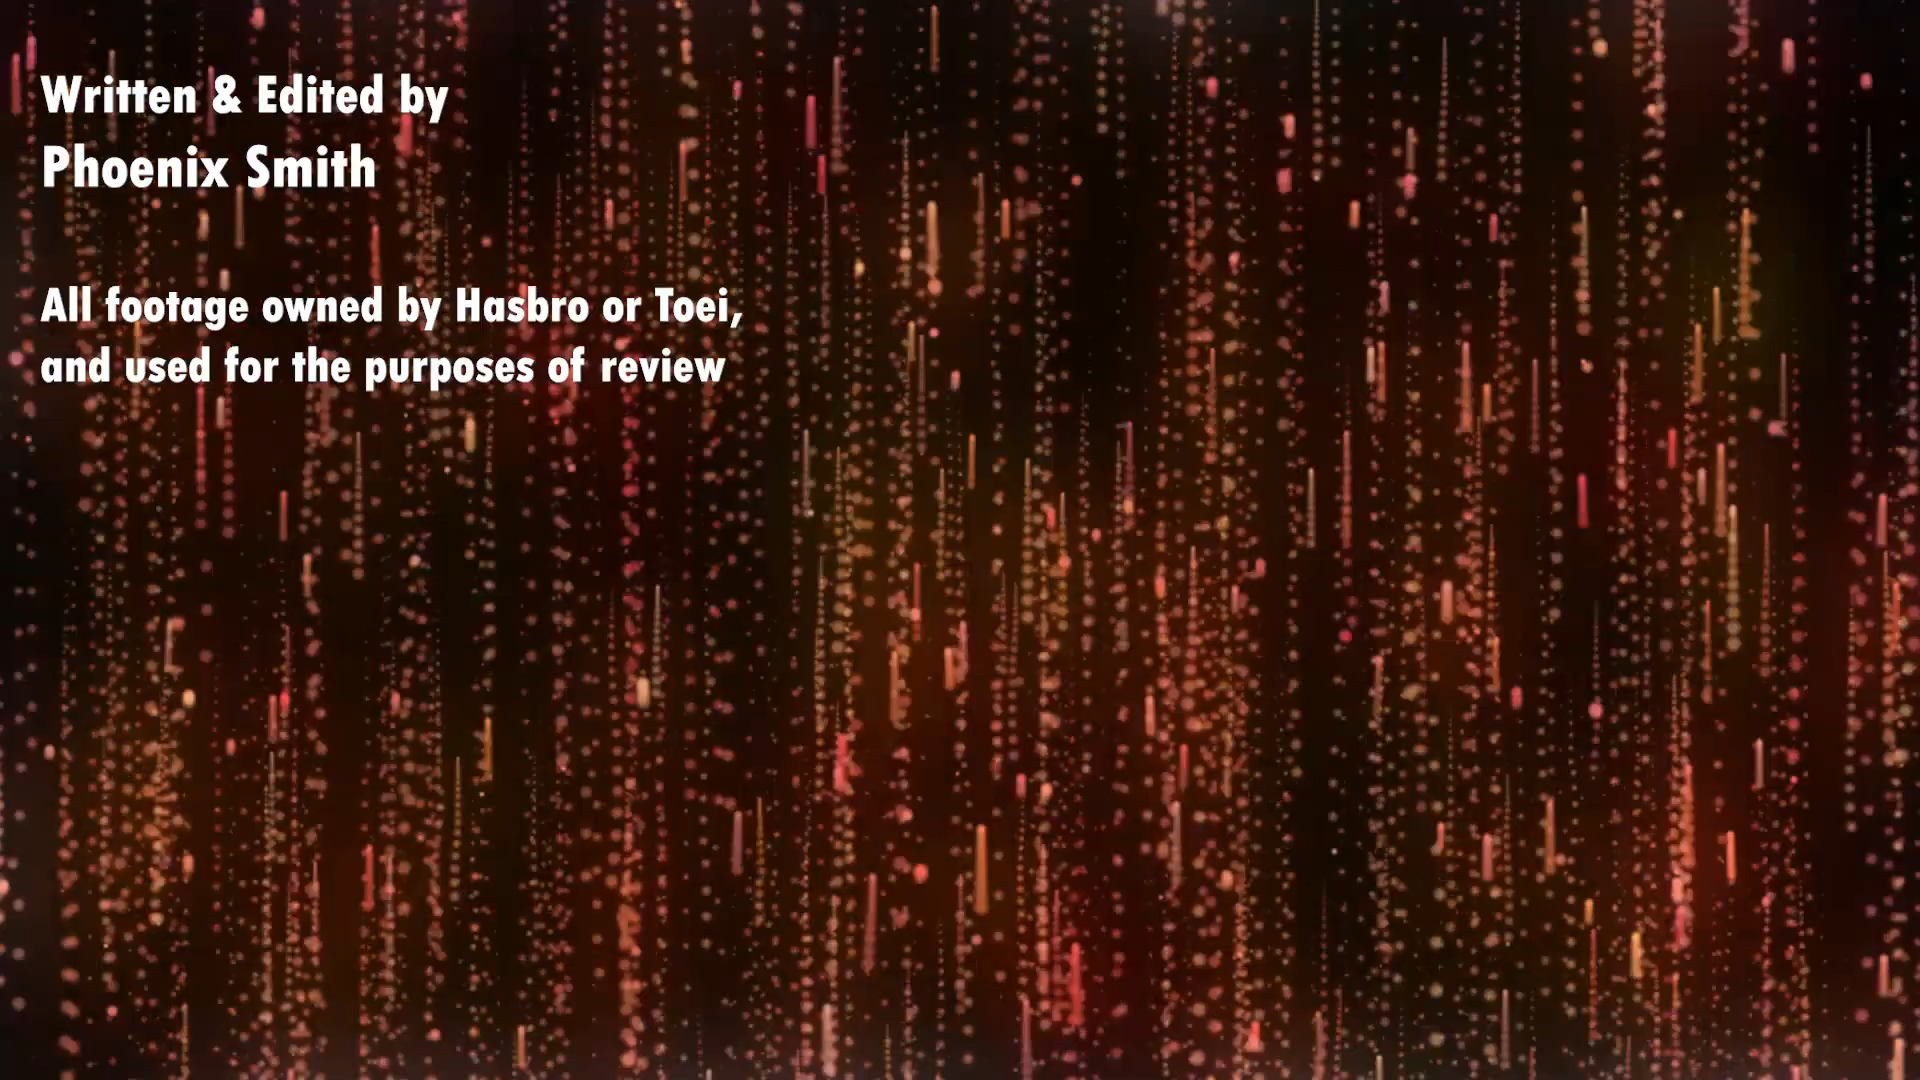 Written & Edited by
Phoenix Smith
All footage owned by Hasbro or Toei,
and used for the purposes of review